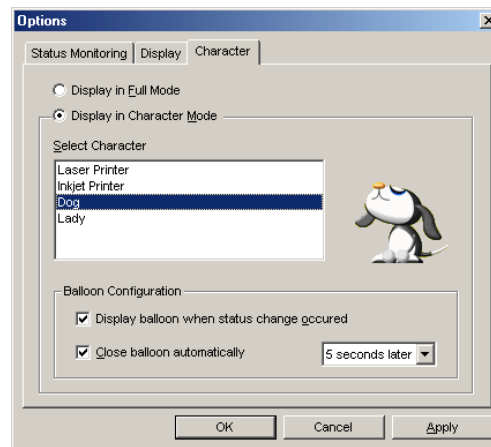 Options
Status Monitoring Display Character
Display in Full Mode
Display in Character Mode
Select Character
Laser Printer
Inkjet Printer
Dog
Lady
Balloon Configuration
Display balloon when status change occured
Close balloon automatically 5 seconds later
OK Cancel Apply